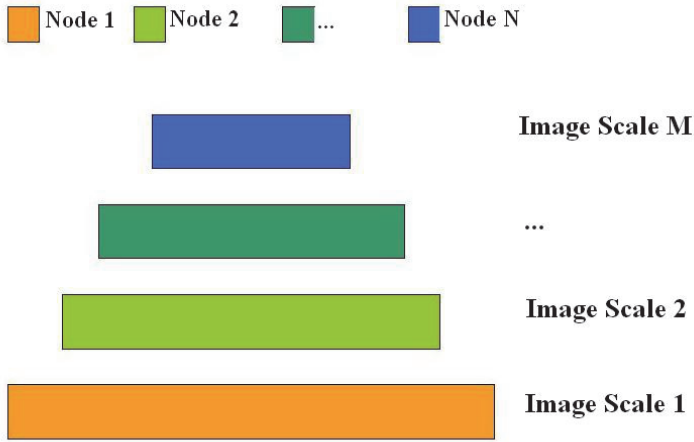 Node 1 Node 2 ... Node N
Image Scale M
...
Image Scale 2
Image Scale 1